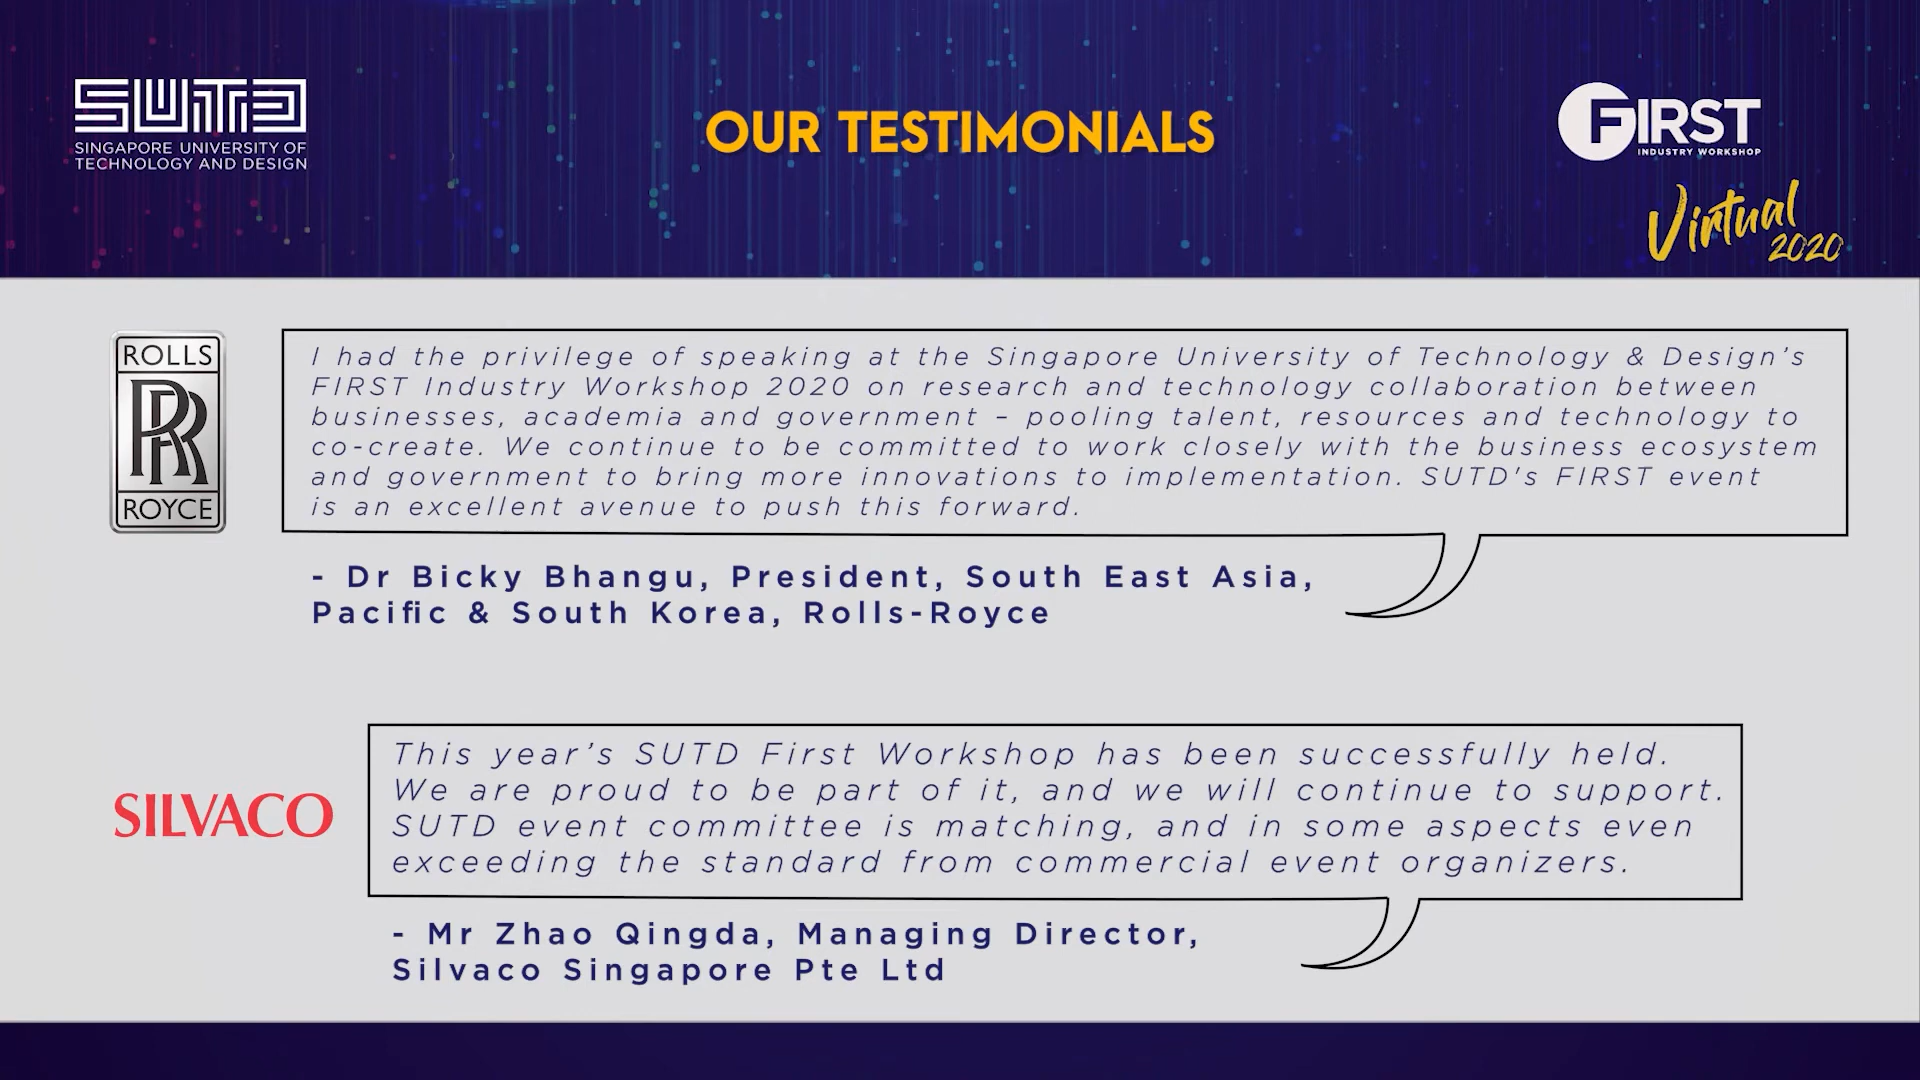 SUTD
SINGAPORE UNIVERSITY OF
TECHNOLOGY AND DESIGN
OUR TESTIMONIALS
FIRST
INDUSTRY WORKSHOP
Virtual
2020
ROLLS
RR
ROYCE
I had the privilege of speaking at the Singapore University of Technology & Design’s
FIRST Industry Workshop 2020 on research and technology collaboration between
businesses, academia and government – pooling talent, resources and technology to
co-create. We continue to be committed to work closely with the business ecosystem
and government to bring more innovations to implementation. SUTD's FIRST event
is an excellent avenue to push this forward.
- Dr Bicky Bhangu, President, South East Asia,
Pacific & South Korea, Rolls-Royce
SILVACO
This year’s SUTD First Workshop has been successfully held.
We are proud to be part of it, and we will continue to support.
SUTD event committee is matching, and in some aspects even
exceeding the standard from commercial event organizers.
- Mr Zhao Qingda, Managing Director,
Silvaco Singapore Pte Ltd